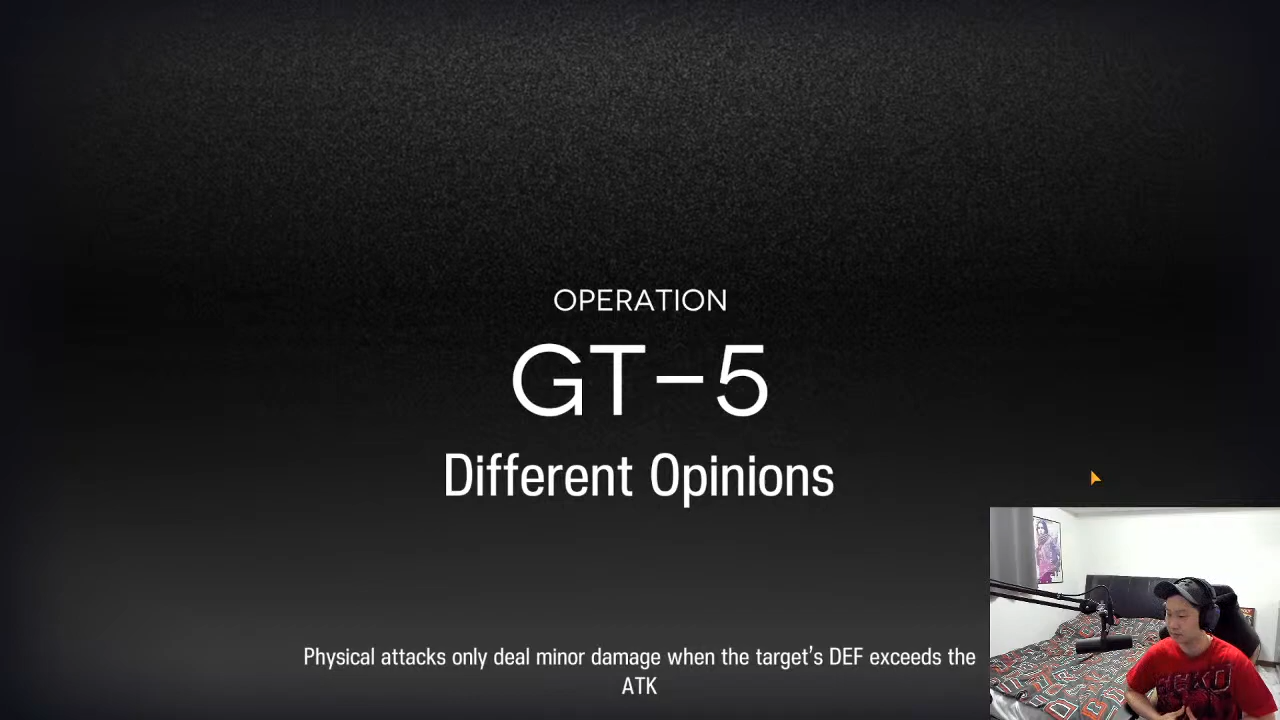 OPERATION
GT-5
Different Opinions
Physical attacks only deal minor damage when the target's DEF exceeds the
ATK